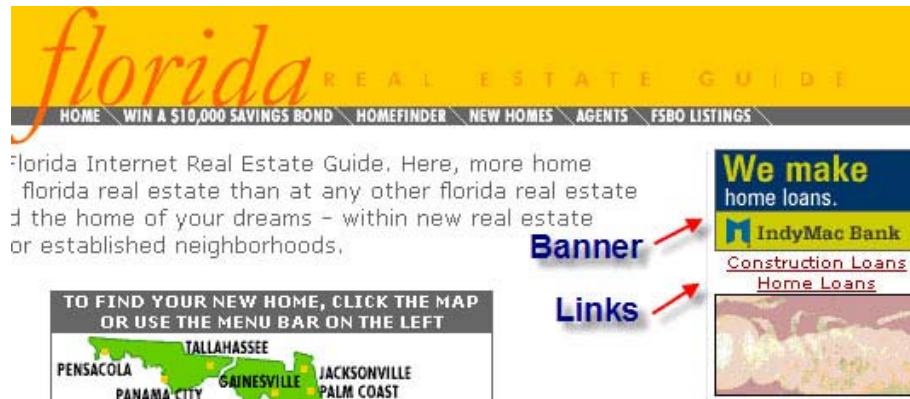 florida REAL ESTATE GUIDE
HOME WIN A $10,000 SAVINGS BOND HOMEFINDER NEW HOMES AGENTS FSBO LISTINGS
Florida Internet Real Estate Guide. Here, more home
florida real estate than at any other florida real estate
d the home of your dreams – within new real estate
or established neighborhoods.
We make
home loans.
IndyMac Bank
Banner
Construction Loans
Home Loans
Links
TO FIND YOUR NEW HOME, CLICK THE MAP
OR USE THE MENU BAR ON THE LEFT
TALLAHASSEE
PENSACOLA
JACKSONVILLE
GAINESVILLE
PALM COAST
PANAMA CITY